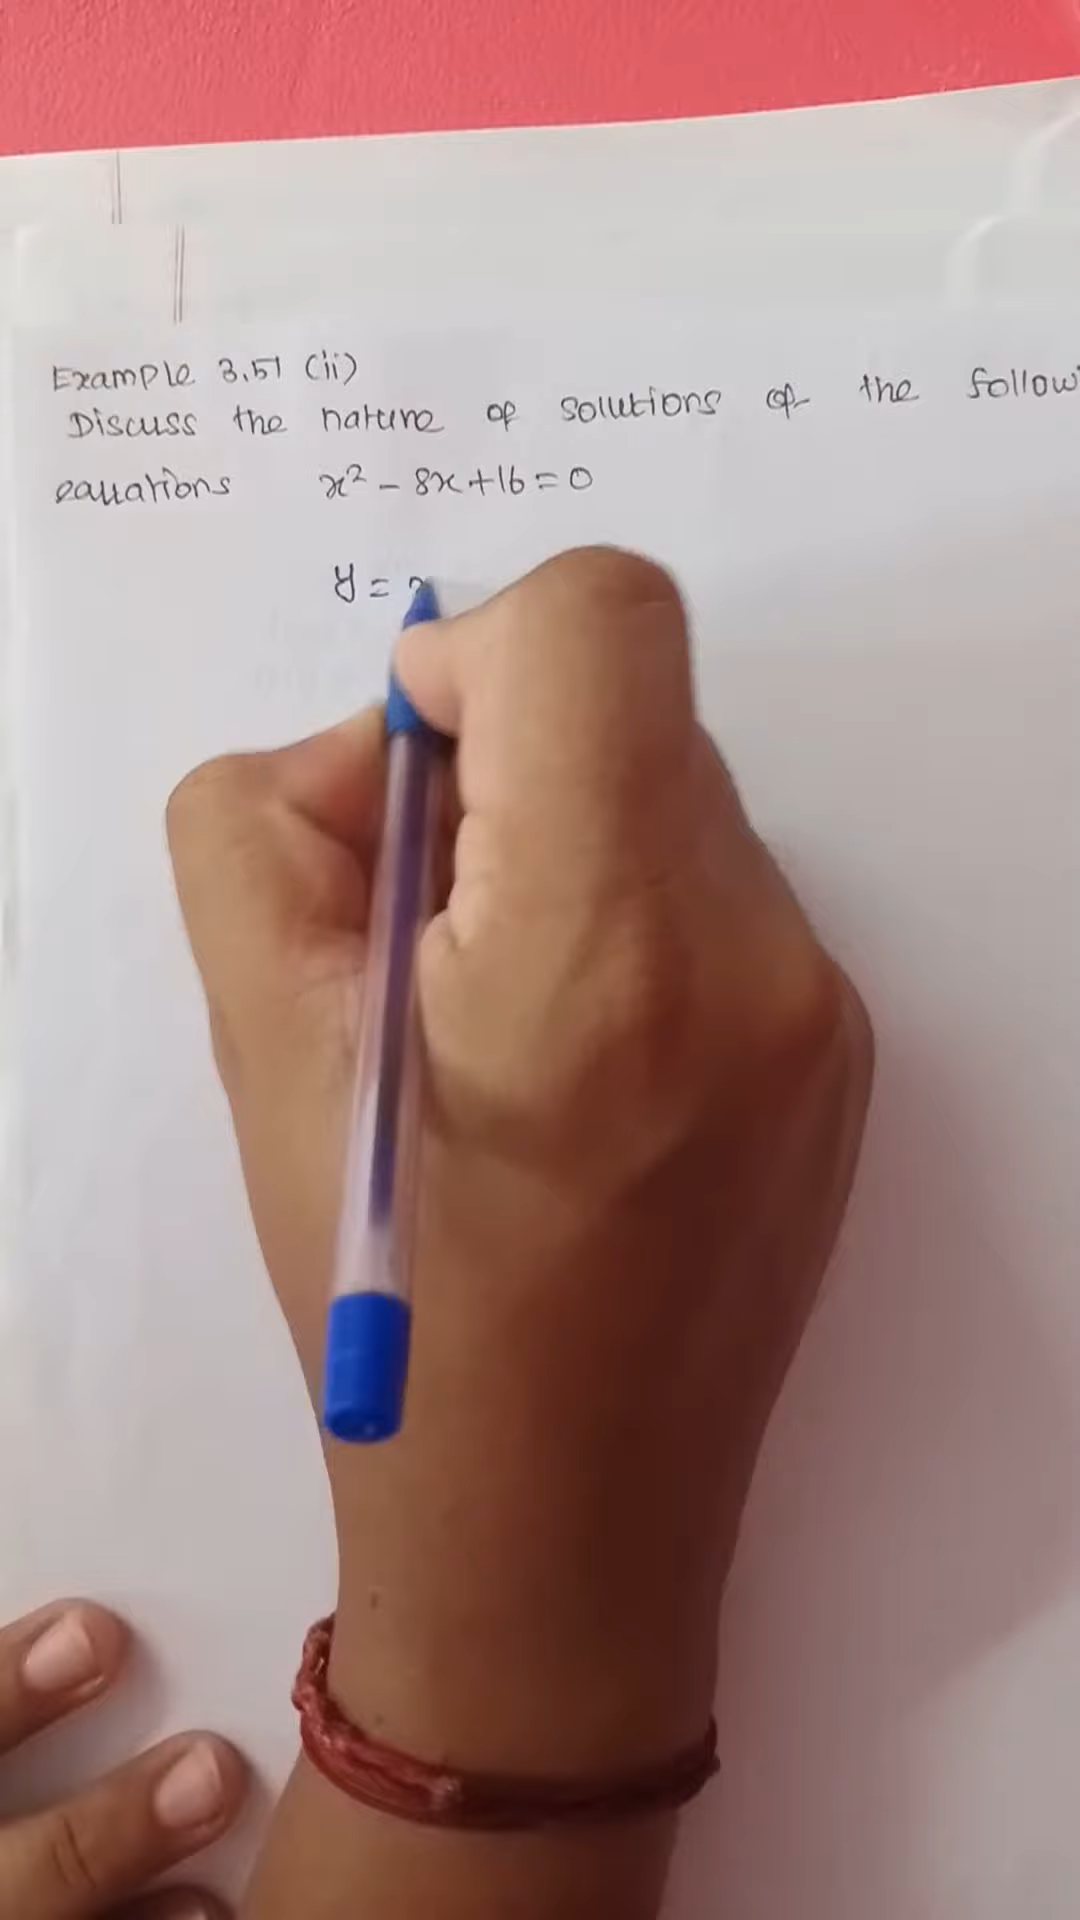 Example 3.51 (ii)
Discuss the nature of solutions of the follow
equations x² - 8x + 16 = 0
y =